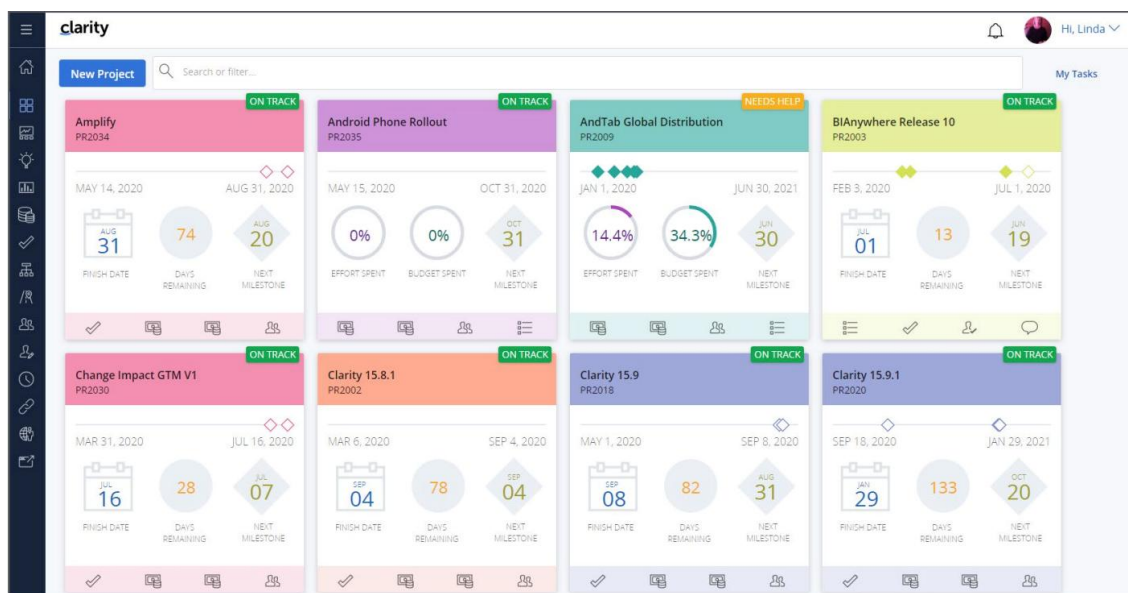 clarity
Hi, Linda
New Project
Search or filter...
My Tasks
ON TRACK
Amplify
PR2034
MAY 14, 2020 AUG 31, 2020
AUG
31
FINISH DATE
74
DAYS
REMAINING
AUG
20
NEXT
MILESTONE
ON TRACK
Android Phone Rollout
PR2035
MAY 15, 2020 OCT 31, 2020
0%
EFFORT SPENT
0%
BUDGET SPENT
OCT
31
NEXT
MILESTONE
NEEDS HELP
AndTab Global Distribution
PR2009
JAN 1, 2020 JUN 30, 2021
14.4%
EFFORT SPENT
34.3%
BUDGET SPENT
JUN
30
NEXT
MILESTONE
ON TRACK
BIAnywhere Release 10
PR2003
FEB 3, 2020 JUL 1, 2020
JUL
01
FINISH DATE
13
DAYS
REMAINING
JUN
19
NEXT
MILESTONE
ON TRACK
Change Impact GTM V1
PR2030
MAR 31, 2020 JUL 16, 2020
JUL
16
FINISH DATE
28
DAYS
REMAINING
JUL
07
NEXT
MILESTONE
ON TRACK
Clarity 15.8.1
PR2002
MAR 6, 2020 SEP 4, 2020
SEP
04
FINISH DATE
78
DAYS
REMAINING
SEP
04
NEXT
MILESTONE
ON TRACK
Clarity 15.9
PR2018
MAY 1, 2020 SEP 8, 2020
SEP
08
FINISH DATE
82
DAYS
REMAINING
AUG
31
NEXT
MILESTONE
ON TRACK
Clarity 15.9.1
PR2020
SEP 18, 2020 JAN 29, 2021
JAN
29
FINISH DATE
133
DAYS
REMAINING
OCT
20
NEXT
MILESTONE